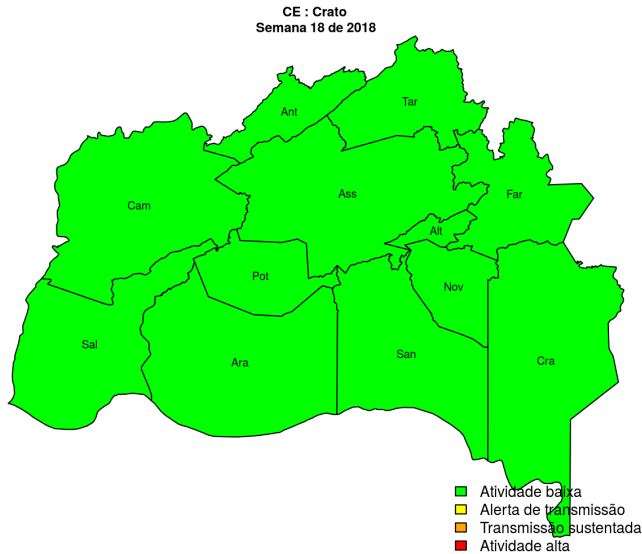 CE : Crato
Semana 18 de 2018
Tar
Ant
Ass
Far
Cam
Alt
Pot
Nov
Sal
San
Ara
Cra
Atividade baixa
Alerta de transmissão
Transmissão sustentada
Atividade alta